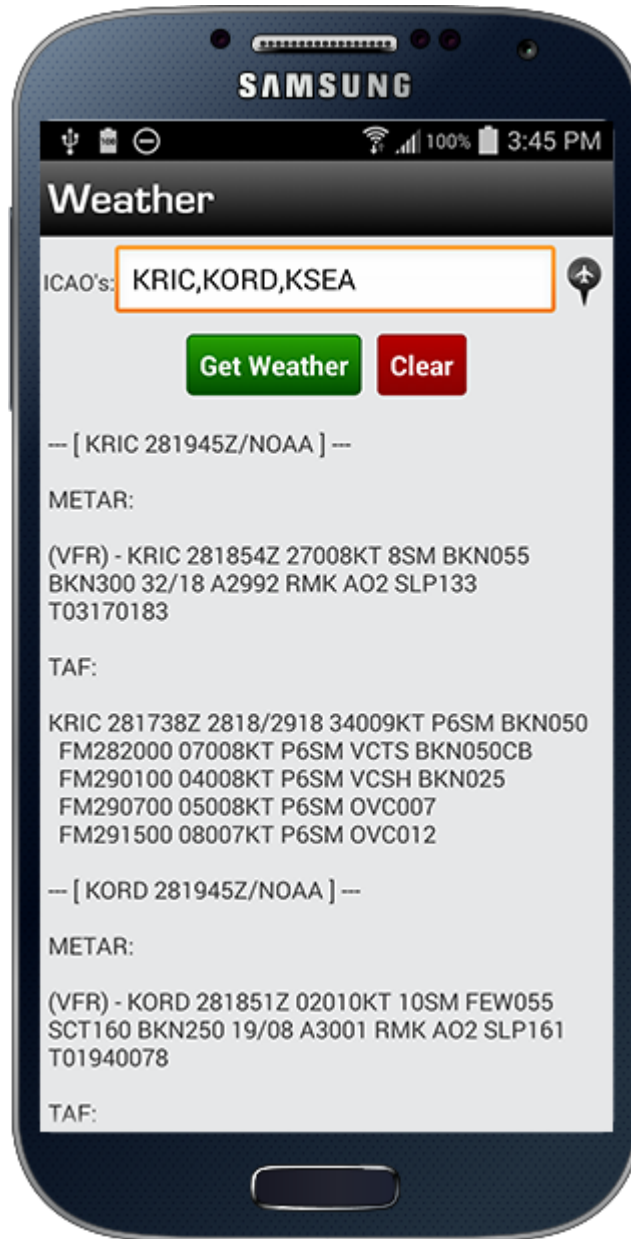 SAMSUNG
100% 3:45 PM
Weather
ICAO's: KRIC,KORD,KSEA
Get Weather Clear
--- [ KRIC 281945Z/NOAA ] ---
METAR:
(VFR) - KRIC 281854Z 27008KT 8SM BKN055
BKN300 32/18 A2992 RMK AO2 SLP133
T03170183
TAF:
KRIC 281738Z 2818/2918 34009KT P6SM BKN050
FM282000 07008KT P6SM VCTS BKN050CB
FM290100 04008KT P6SM VCSH BKN025
FM290700 05008KT P6SM OVC007
FM291500 08007KT P6SM OVC012
--- [ KORD 281945Z/NOAA ] ---
METAR:
(VFR) - KORD 281851Z 02010KT 10SM FEW055
SCT160 BKN250 19/08 A3001 RMK AO2 SLP161
T01940078
TAF: